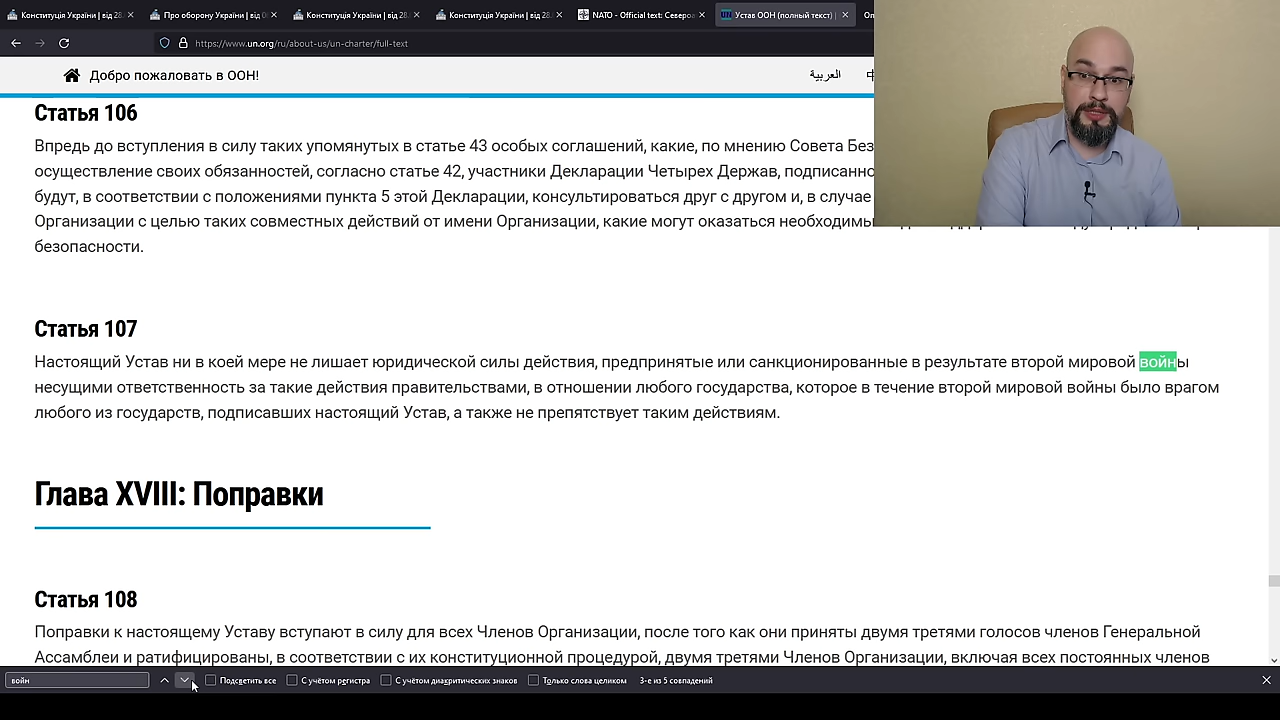 Конституція України | від 28.
Про оборону України | від 0
Конституція України | від 28.
Конституція України | від 28.
NATO - Official text: Североа
Устав ООН (полный текст) |
https://www.un.org/ru/about-us/un-charter/full-text
Добро пожаловать в ООН!
العربية
Статья 106
Впредь до вступления в силу таких упомянутых в статье 43 особых соглашений, какие, по мнению Совета Без
осуществление своих обязанностей, согласно статье 42, участники Декларации Четырех Держав, подписанно
будут, в соответствии с положениями пункта 5 этой Декларации, консультироваться друг с другом и, в случае
Организации с целью таких совместных действий от имени Организации, какие могут оказаться необходимы
безопасности.
Статья 107
Настоящий Устав ни в коей мере не лишает юридической силы действия, предпринятые или санкционированные в результате второй мировой войны
несущими ответственность за такие действия правительствами, в отношении любого государства, которое в течение второй мировой войны было врагом
любого из государств, подписавших настоящий Устав, а также не препятствует таким действиям.
Глава XVIII: Поправки
Статья 108
Поправки к настоящему Уставу вступают в силу для всех Членов Организации, после того как они приняты двумя третями голосов членов Генеральной
Ассамблеи и ратифицированы, в соответствии с их конституционной процедурой, двумя третями Членов Организации, включая всех постоянных членов
войн
Подсветить все
С учётом регистра
С учётом диакритических знаков
Только слова целиком
3-е из 5 совпадений